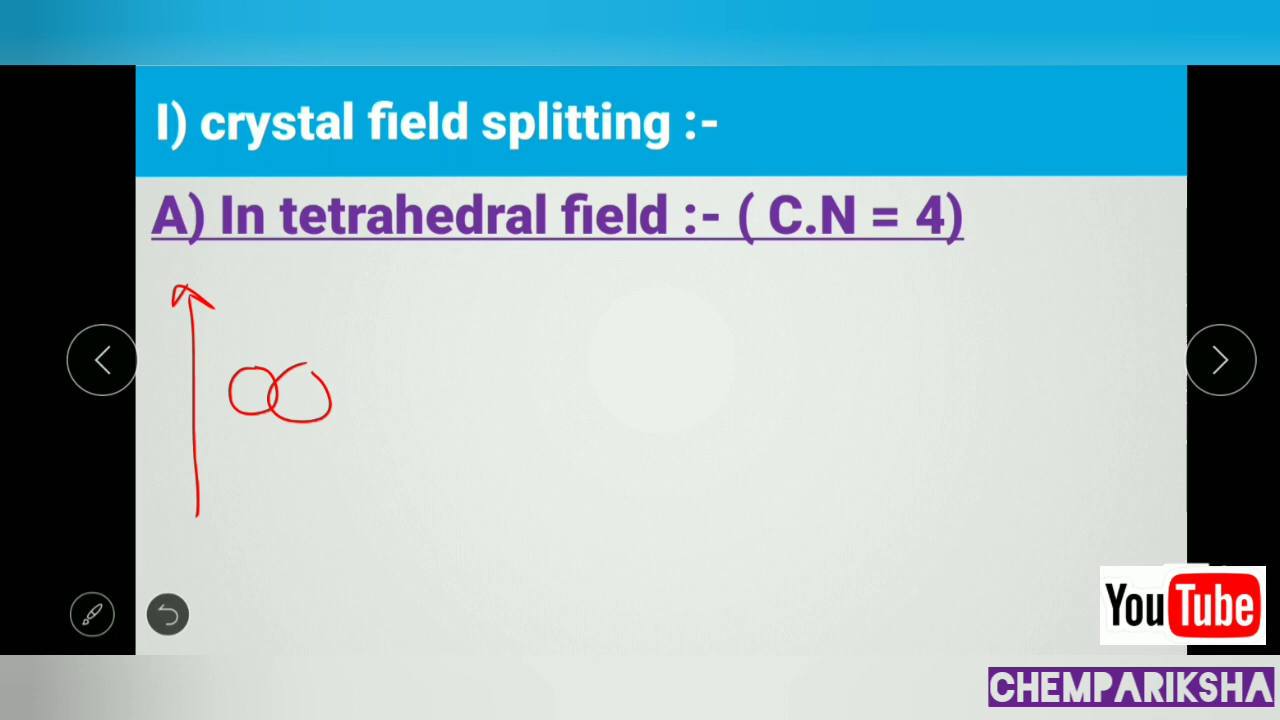 I) crystal field splitting :-
A) In tetrahedral field :- ( C.N = 4)
YouTube
CHEMPARIKSHA